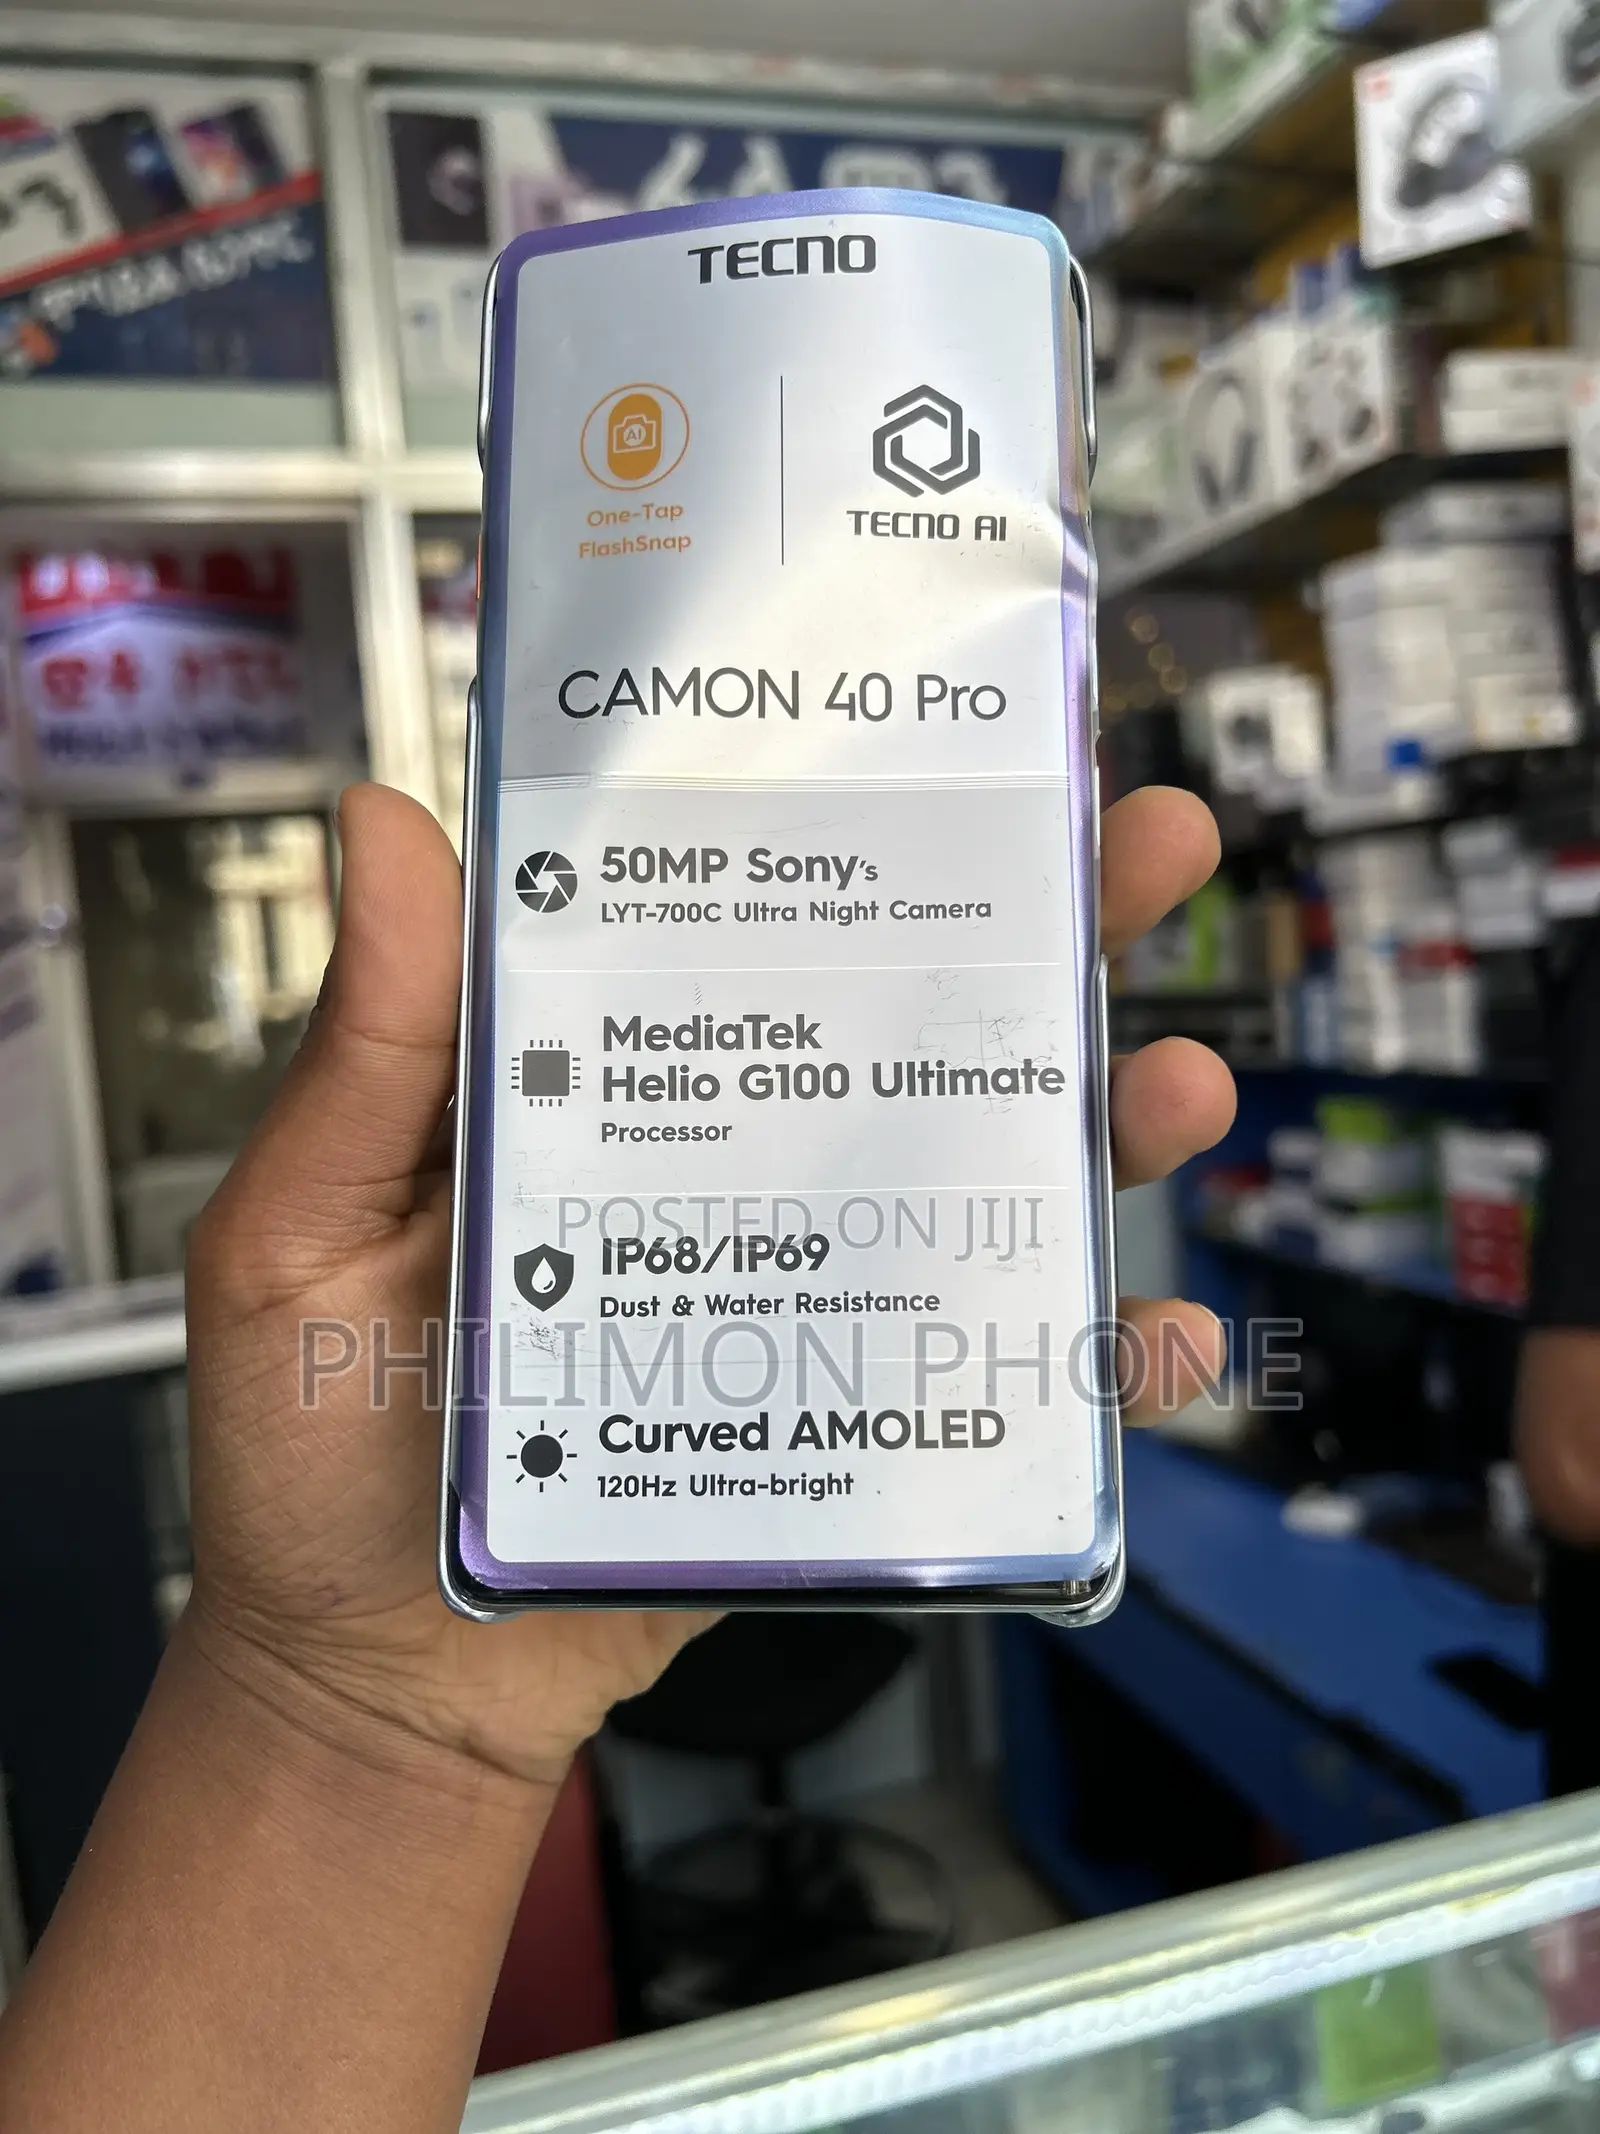 TECNO
AI
One-Tap
FlashSnap
TECNO AI
CAMON 40 Pro
50MP Sony's
LYT-700C Ultra Night Camera
MediaTek
Helio G100 Ultimate
Processor
POSTED ON JIJI
IP68/IP69
Dust & Water Resistance
PHILIMON PHONE
Curved AMOLED
120Hz Ultra-bright